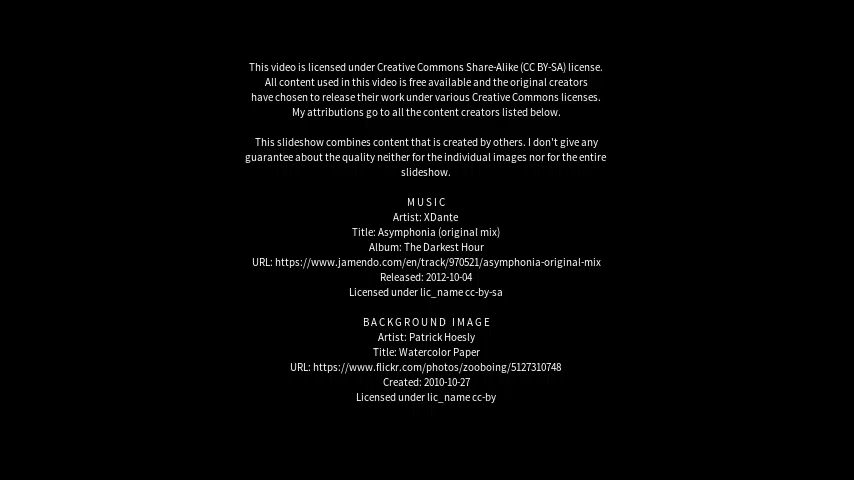 This video is licensed under Creative Commons Share-Alike (CC BY-SA) license.
All content used in this video is free available and the original creators
have chosen to release their work under various Creative Commons licenses.
My attributions go to all the content creators listed below.
This slideshow combines content that is created by others. I don't give any
guarantee about the quality neither for the individual images nor for the entire
slideshow.
MUSIC
Artist: XDante
Title: Asymphonia (original mix)
Album: The Darkest Hour
URL: https://www.jamendo.com/en/track/970521/asymphonia-original-mix
Released: 2012-10-04
Licensed under lic_name cc-by-sa
BACKGROUND IMAGE
Artist: Patrick Hoesly
Title: Watercolor Paper
URL: https://www.flickr.com/photos/zooboing/5127310748
Created: 2010-10-27
Licensed under lic_name cc-by